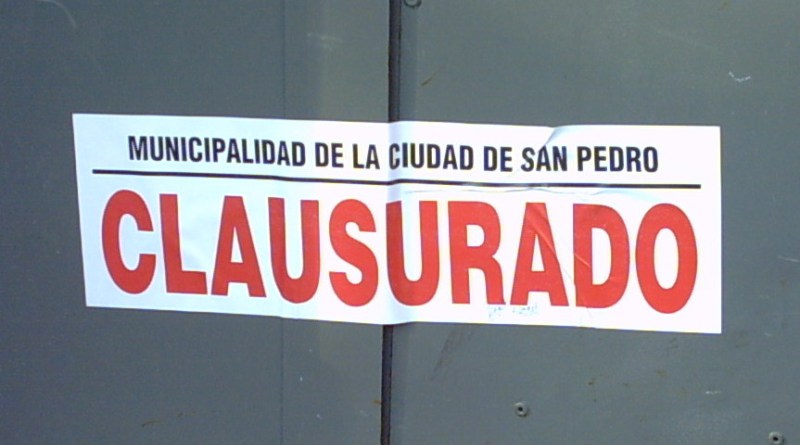 MUNICIPALIDAD DE LA CIUDAD DE SAN PEDRO
CLAUSURADO